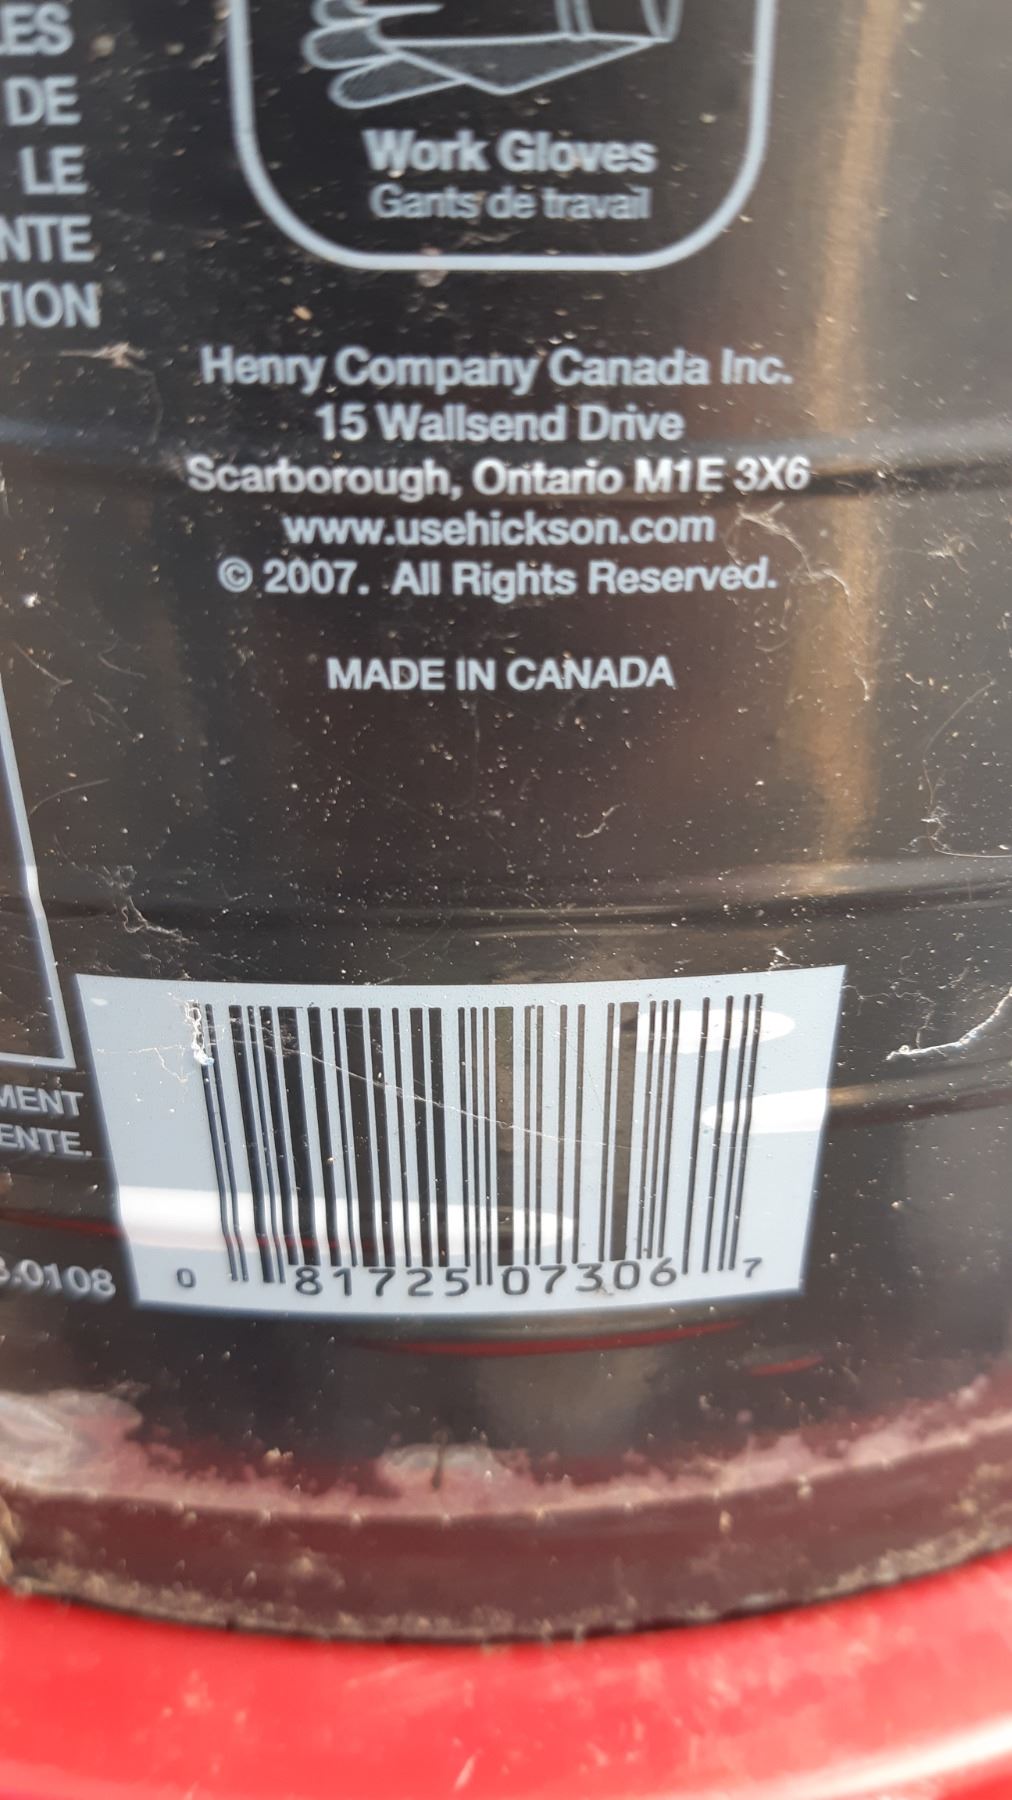 LES
DE
LE
NTE
TION
Work Gloves
Gants de travail
Henry Company Canada Inc.
15 Wallsend Drive
Scarborough, Ontario M1E 3X6
www.usehickson.com
© 2007. All Rights Reserved.
MADE IN CANADA
MENT
ENTE.
.0108
0 81725 07306 7